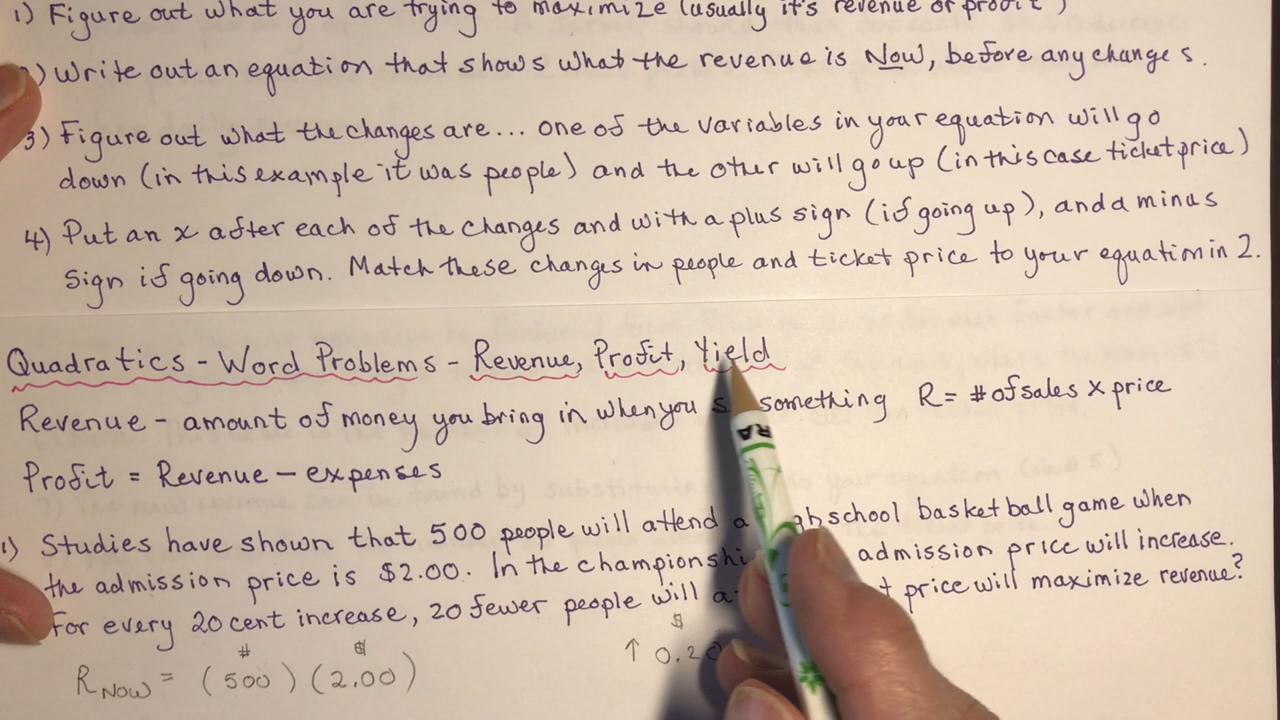 1) Figure out what you are trying to maximize (usually it's revenue or profit)
2) Write out an equation that shows what the revenue is Now, before any changes.
3) Figure out what the changes are... one of the variables in your equation will go
down (in this example it was people) and the other will go up (in this case ticket price)
4) Put an x after each of the changes and with a plus sign (if going up), and a minus
sign if going down. Match these changes in people and ticket price to your equation in 2.
Quadratics - Word Problems - Revenue, Profit, Yield
Revenue - amount of money you bring in when you something R = # of sales x price
Profit = Revenue - expenses
1) Studies have shown that 500 people will attend a school basketball game when
the admission price is $2.00. In the admission price will increase.
For every 20 cent increase, 20 fewer people will price will maximize revenue?
# $ $
R NOW = (500)(2.00) ↑ 0.20
RA